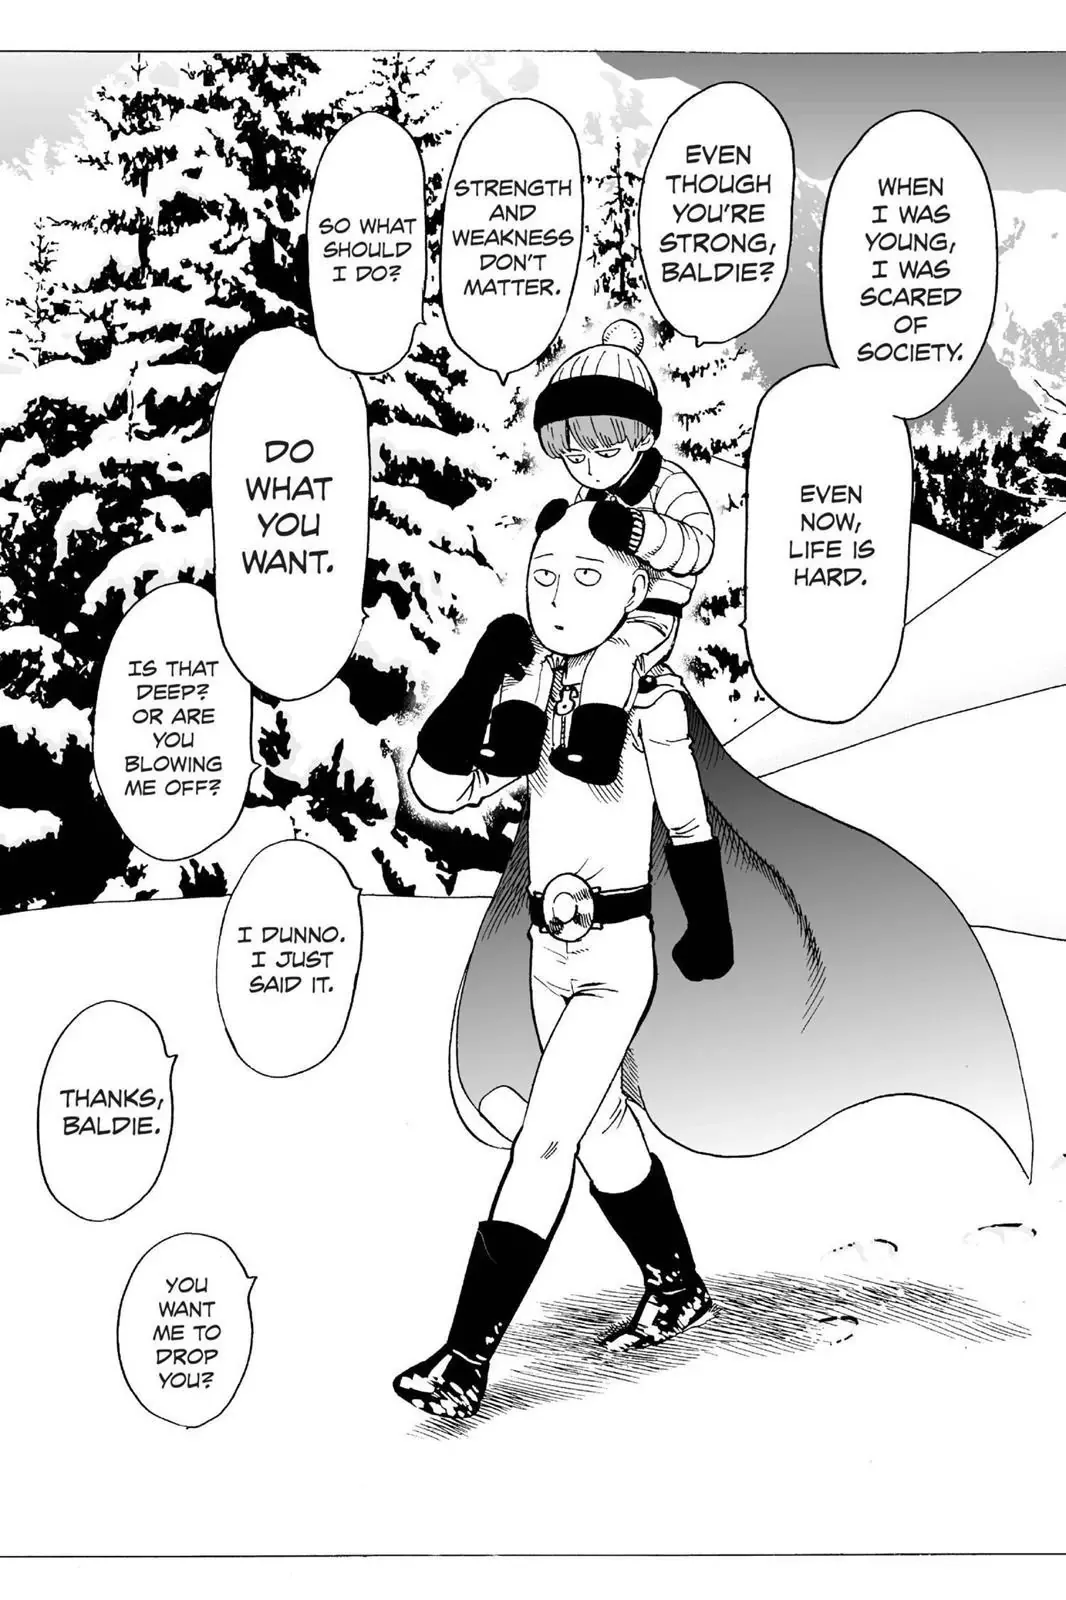 WHEN
I WAS
YOUNG,
I WAS
SCARED
OF
SOCIETY.
EVEN
NOW,
LIFE IS
HARD.
EVEN
THOUGH
YOU'RE
STRONG,
BALDIE?
STRENGTH
AND
WEAKNESS
DON'T
MATTER.
SO WHAT
SHOULD
I DO?
DO
WHAT
YOU
WANT.
IS THAT
DEEP?
OR ARE
YOU
BLOWING
ME OFF?
I DUNNO.
I JUST
SAID IT.
THANKS,
BALDIE.
YOU
WANT
ME TO
DROP
YOU?